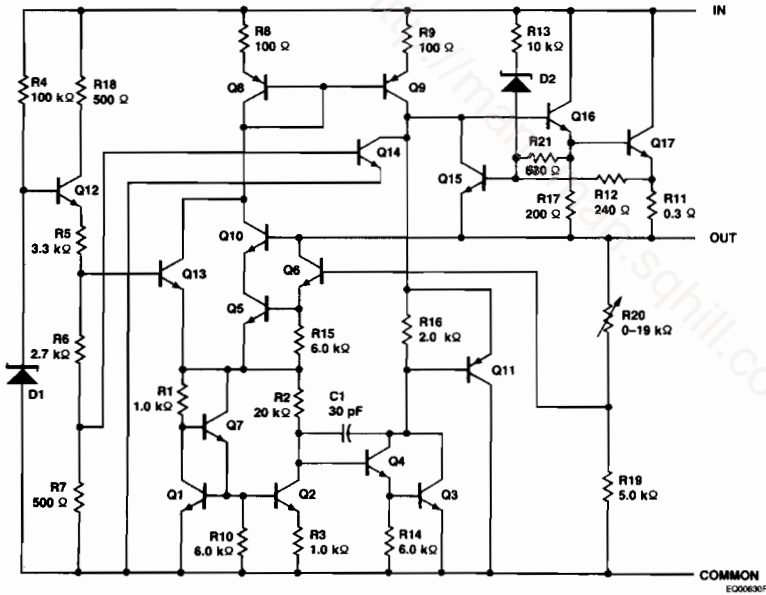 IN
R8
100 Ω
R9
100 Ω
R13
10 kΩ
R4
100 kΩ
R18
500 Ω
Q8
Q9
D2
Q16
Q17
Q14
R21
630 Ω
Q15
R12
240 Ω
R11
0.3 Ω
R17
200 Ω
Q12
R5
3.3 kΩ
OUT
Q10
Q13
Q6
R20
0–19 kΩ
Q5
R15
6.0 kΩ
R16
2.0 kΩ
R6
2.7 kΩ
Q11
D1
R1
1.0 kΩ
R2
20 kΩ
C1
30 pF
Q7
Q4
R7
500 Ω
Q1
Q2
Q3
R19
5.0 kΩ
R10
6.0 kΩ
R3
1.0 kΩ
R14
6.0 kΩ
COMMON